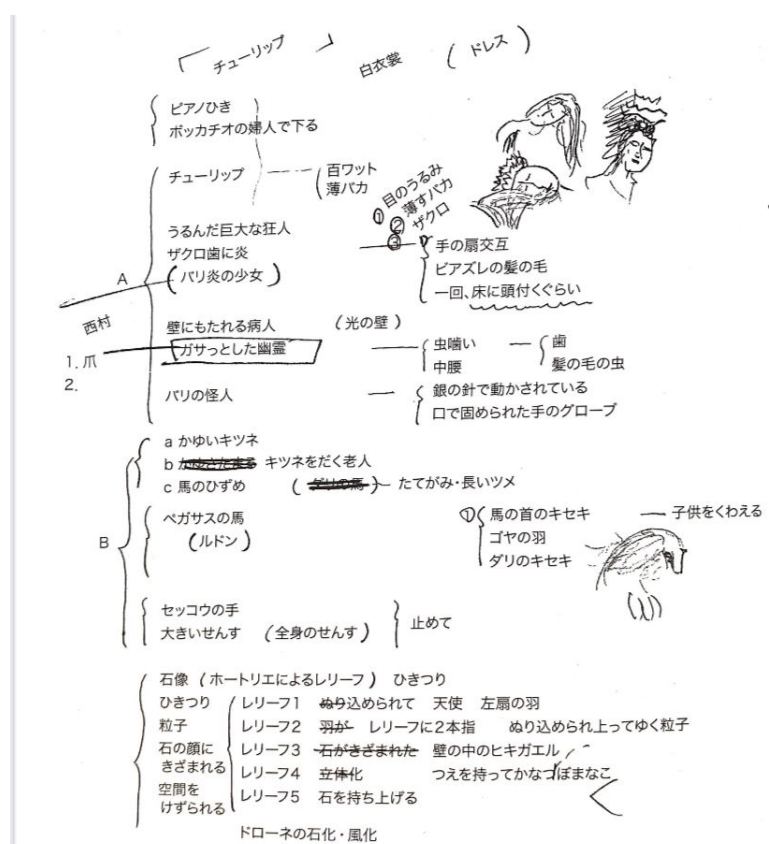 「チューリップ」 白衣裳 (ドレス)
ピアノひき
ボッカチオの婦人で下る
チューリップ 百ワット
薄バカ
①目のうるみ
②薄すバカ
③ザクロ
うるんだ巨大な狂人
ザクロ歯に炎 手の扇交互
A (バリ炎の少女) ビアズレの髪の毛
一回、床に頭付くぐらい
西村
壁にもたれる病人 (光の壁)
1. 爪 ガサっとした幽霊 虫噛い 歯
中腰 髪の毛の虫
2.
バリの怪人 銀の針で動かされている
口で固められた手のグローブ
a かゆいキツネ
b かゆさたまる キツネをだく老人
c 馬のひずめ (ダリの馬) たてがみ・長いツメ
B
ペガサスの馬 ① 馬の首のキセキ 子供をくわえる
(ルドン) ゴヤの羽
ダリのキセキ
セッコウの手
大きいせんす (全身のせんす) 止めて
石像 (ホートリエによるレリーフ) ひきつり
ひきつり レリーフ1 ぬり込められて 天使 左扇の羽
粒子 レリーフ2 羽が レリーフに2本指 ぬり込められ上ってゆく粒子
石の顔に レリーフ3 石がきざまれた 壁の中のヒキガエル
きざまれる レリーフ4 立体化 つえを持ってかなつぼまなこ
空間を レリーフ5 石を持ち上げる
けずられる
ドローネの石化・風化